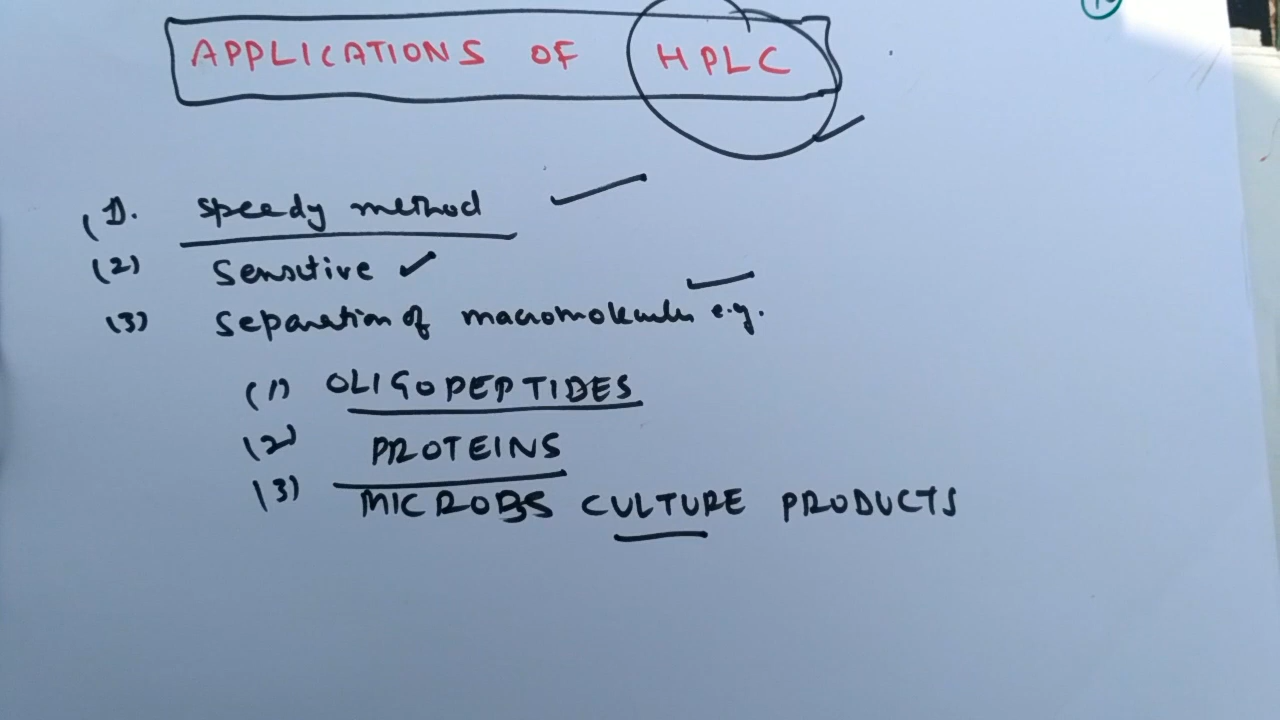 APPLICATIONS OF HPLC
(1). speedy method
(2) sensitive
(3) separation of macromolecules e.g.
(1) OLIGOPEPTIDES
(2) PROTEINS
(3) MICROBS CULTURE PRODUCTS